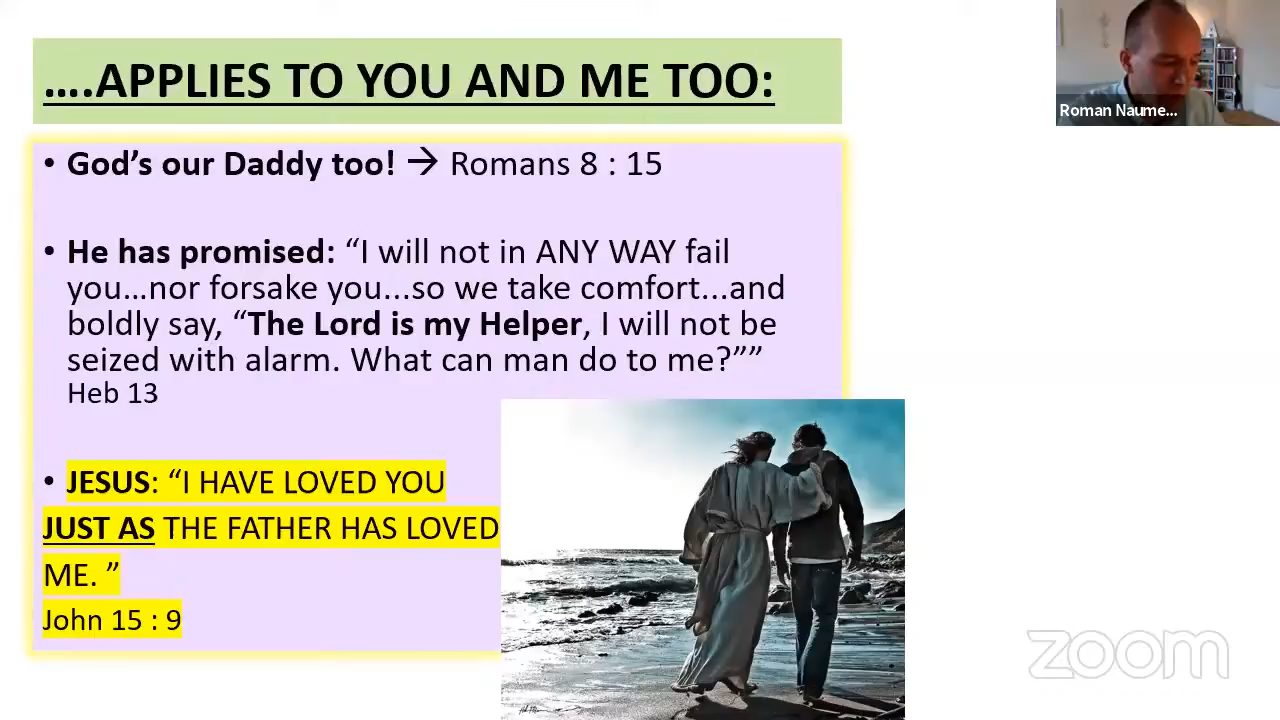 ….APPLIES TO YOU AND ME TOO:
• God’s our Daddy too! → Romans 8 : 15
• He has promised: “I will not in ANY WAY fail
you…nor forsake you...so we take comfort...and
boldly say, “The Lord is my Helper, I will not be
seized with alarm. What can man do to me?””
Heb 13
• JESUS: “I HAVE LOVED YOU
JUST AS THE FATHER HAS LOVED
ME. ”
John 15 : 9
Roman Naume...
zoom